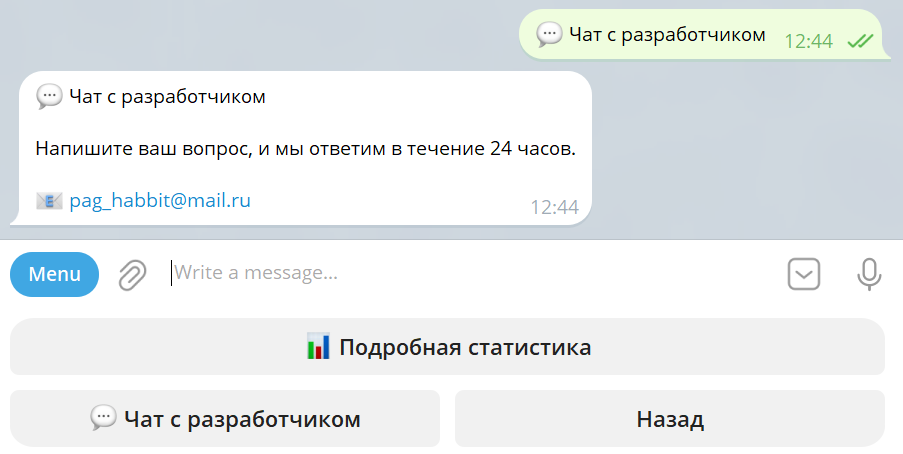 💬 Чат с разработчиком 12:44
💬 Чат с разработчиком
Напишите ваш вопрос, и мы ответим в течение 24 часов.
📧 pag_habbit@mail.ru
12:44
Menu
Write a message...
📊 Подробная статистика
💬 Чат с разработчиком
Назад